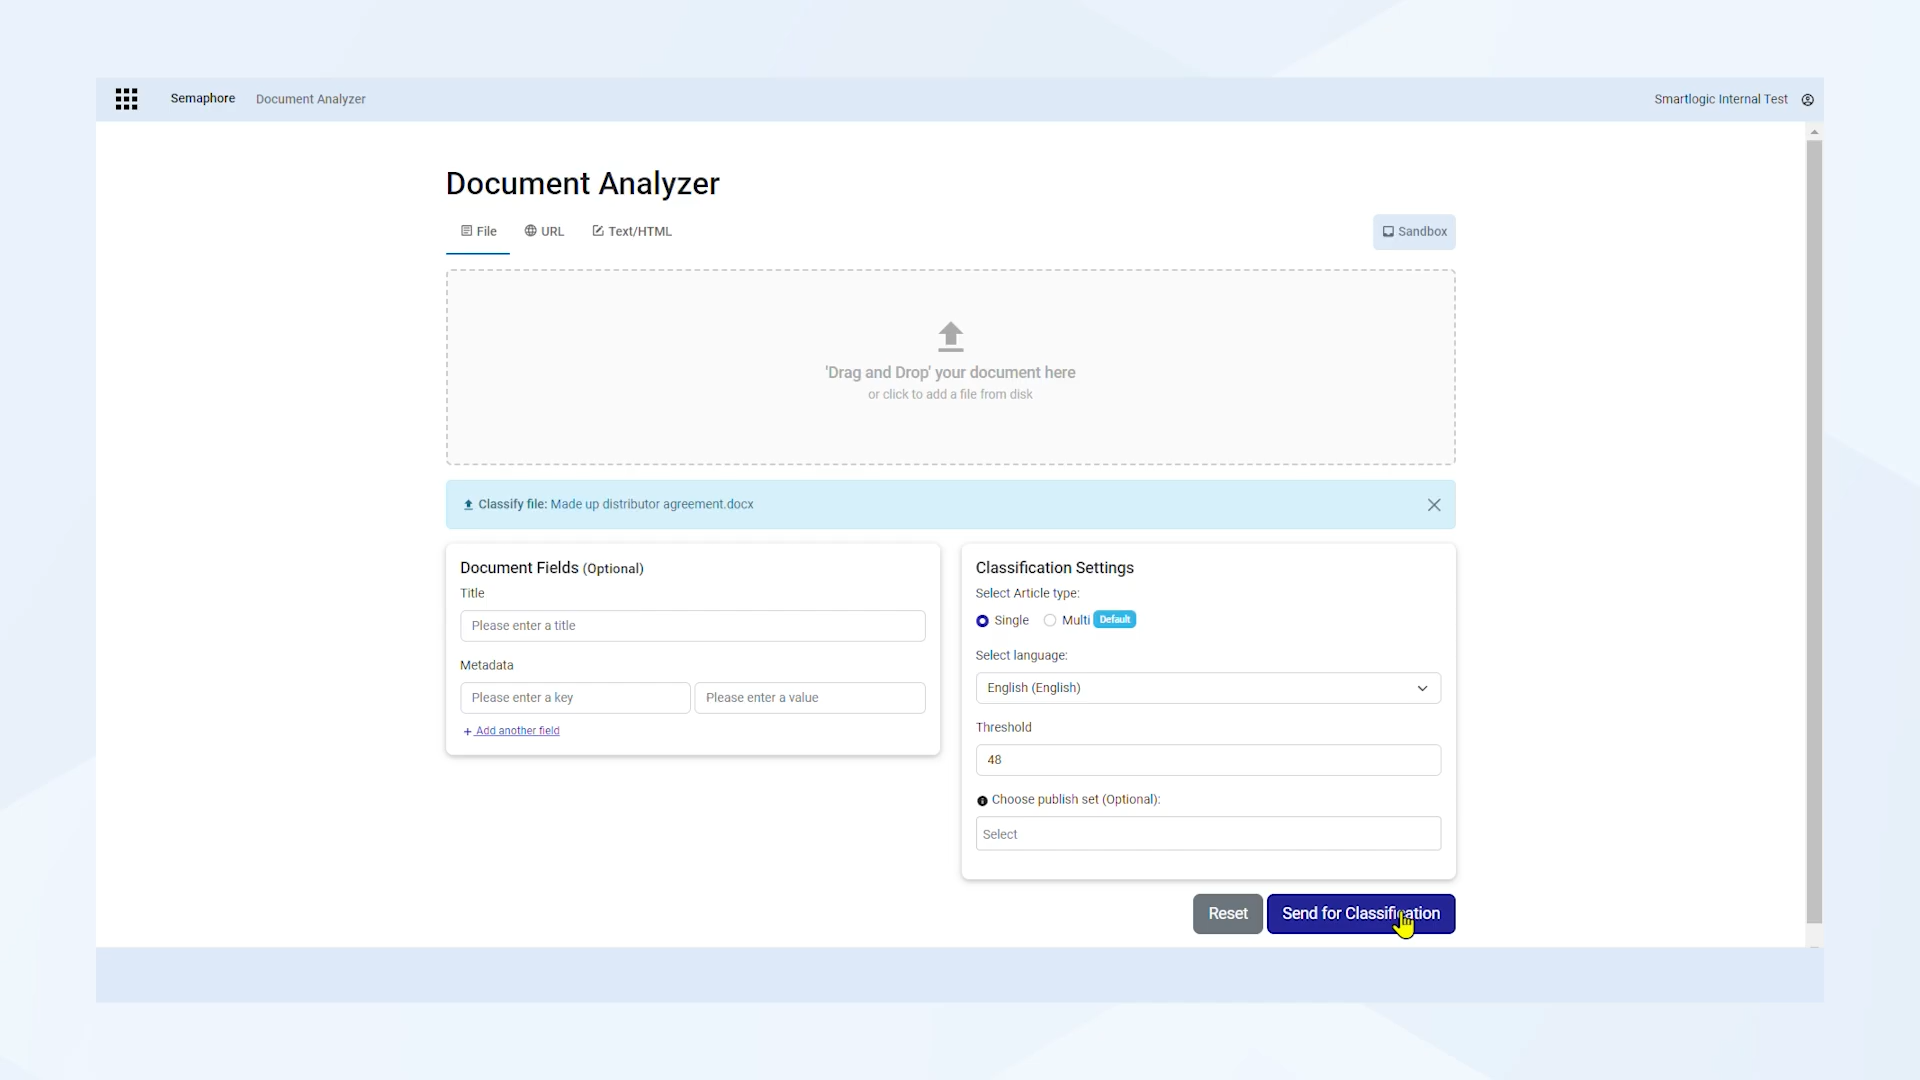 Semaphore Document Analyzer Smartlogic Internal Test
Document Analyzer
File URL Text/HTML Sandbox
'Drag and Drop' your document here
or click to add a file from disk
Classify file: Made up distributor agreement.docx
Document Fields (Optional)
Title
Please enter a title
Metadata
Please enter a key Please enter a value
+ Add another field
Classification Settings
Select Article type:
Single Multi Default
Select language:
English (English)
Threshold
48
Choose publish set (Optional):
Select
Reset Send for Classification